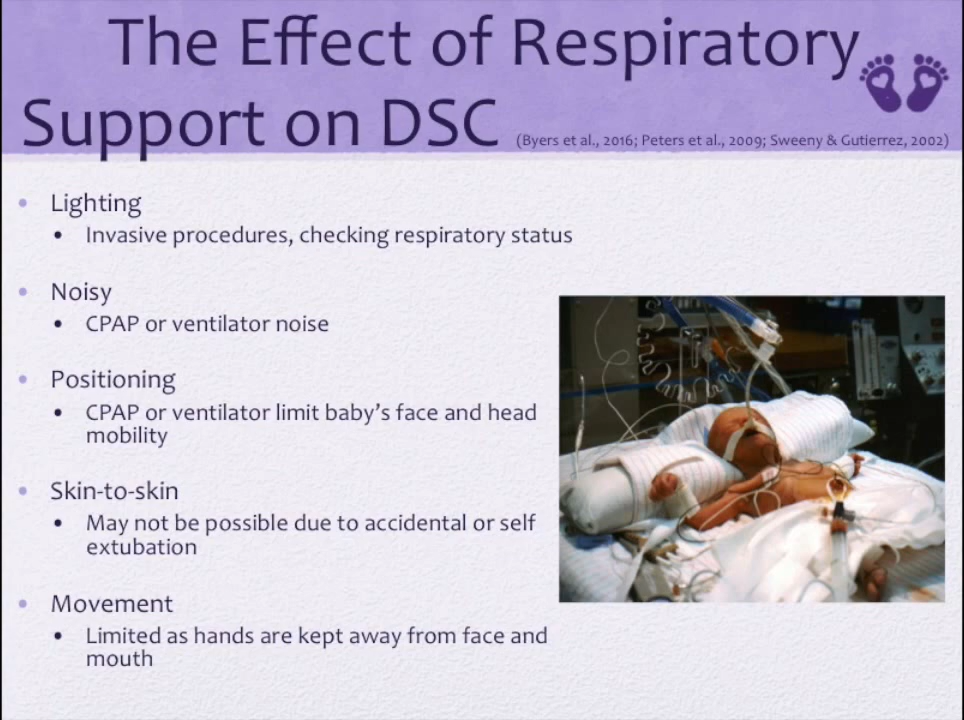 The Effect of Respiratory
Support on DSC (Byers et al., 2016; Peters et al., 2009; Sweeny & Gutierrez, 2002)
• Lighting
• Invasive procedures, checking respiratory status
• Noisy
• CPAP or ventilator noise
• Positioning
• CPAP or ventilator limit baby’s face and head
mobility
• Skin-to-skin
• May not be possible due to accidental or self
extubation
• Movement
• Limited as hands are kept away from face and
mouth